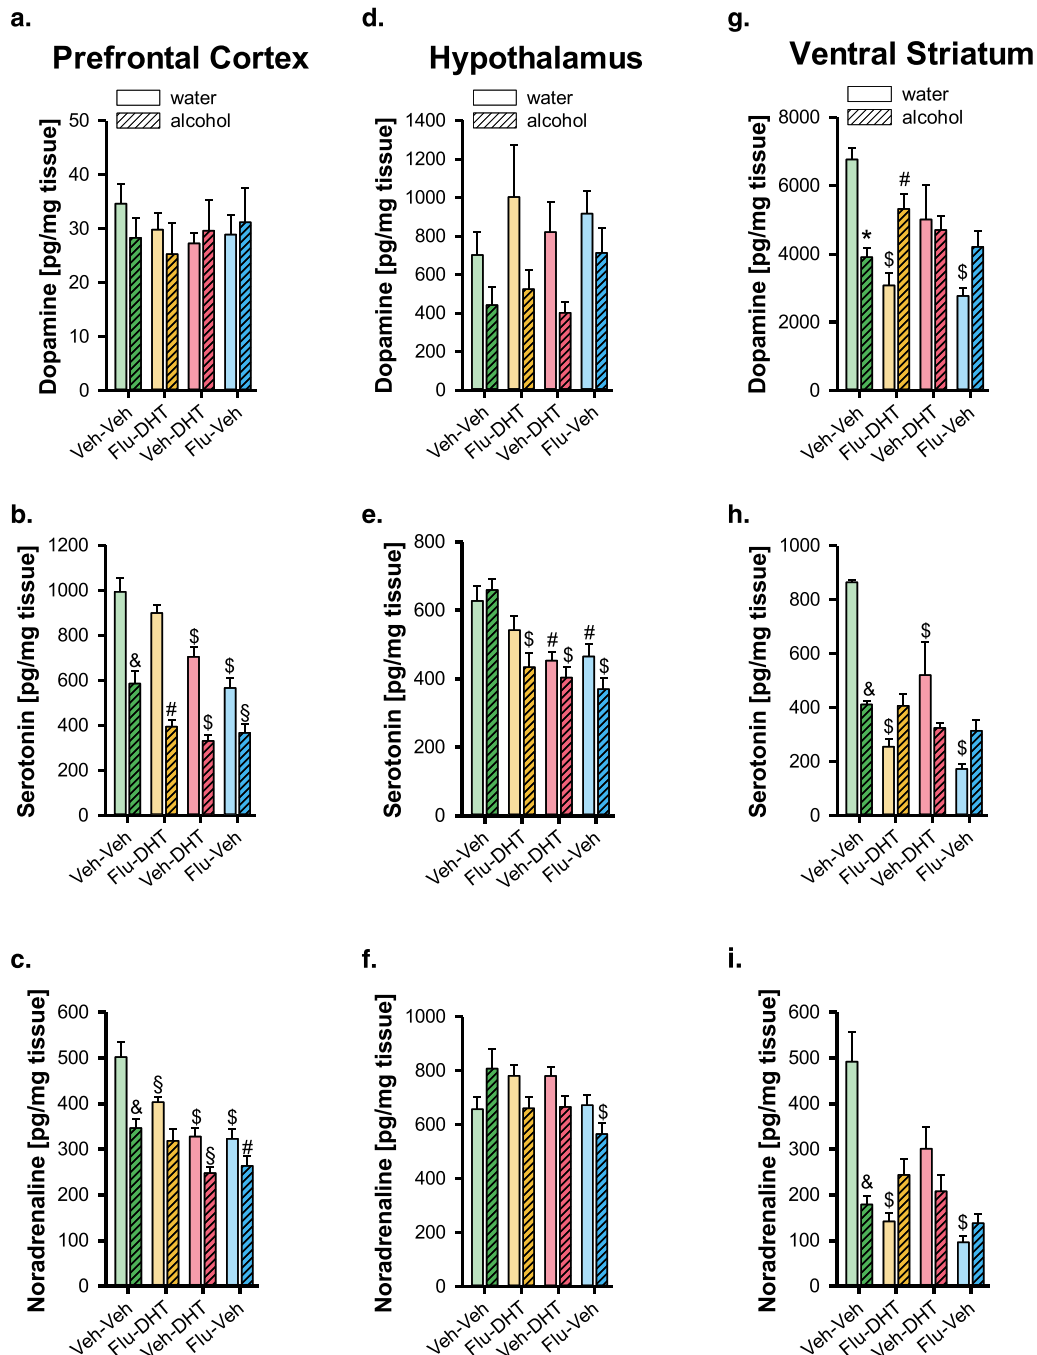 a.
Prefrontal Cortex
water
alcohol
Dopamine [pg/mg tissue]
50
40
30
20
10
0
Veh-Veh
Flu-DHT
Veh-DHT
Flu-Veh
d.
Hypothalamus
water
alcohol
Dopamine [pg/mg tissue]
1400
1200
1000
800
600
400
200
0
Veh-Veh
Flu-DHT
Veh-DHT
Flu-Veh
g.
Ventral Striatum
water
alcohol
Dopamine [pg/mg tissue]
8000
6000
4000
2000
0
*
$
#
$
Veh-Veh
Flu-DHT
Veh-DHT
Flu-Veh
b.
Serotonin [pg/mg tissue]
1200
1000
800
600
400
200
0
&
#
$
$
$
§
Veh-Veh
Flu-DHT
Veh-DHT
Flu-Veh
e.
Serotonin [pg/mg tissue]
800
600
400
200
0
$
#
$
#
$
Veh-Veh
Flu-DHT
Veh-DHT
Flu-Veh
h.
Serotonin [pg/mg tissue]
1000
800
600
400
200
0
&
$
$
$
Veh-Veh
Flu-DHT
Veh-DHT
Flu-Veh
c.
Noradrenaline [pg/mg tissue]
600
500
400
300
200
100
0
&
§
$
§
$
#
Veh-Veh
Flu-DHT
Veh-DHT
Flu-Veh
f.
Noradrenaline [pg/mg tissue]
1000
800
600
400
200
0
$
Veh-Veh
Flu-DHT
Veh-DHT
Flu-Veh
i.
Noradrenaline [pg/mg tissue]
600
500
400
300
200
100
0
&
$
$
Veh-Veh
Flu-DHT
Veh-DHT
Flu-Veh